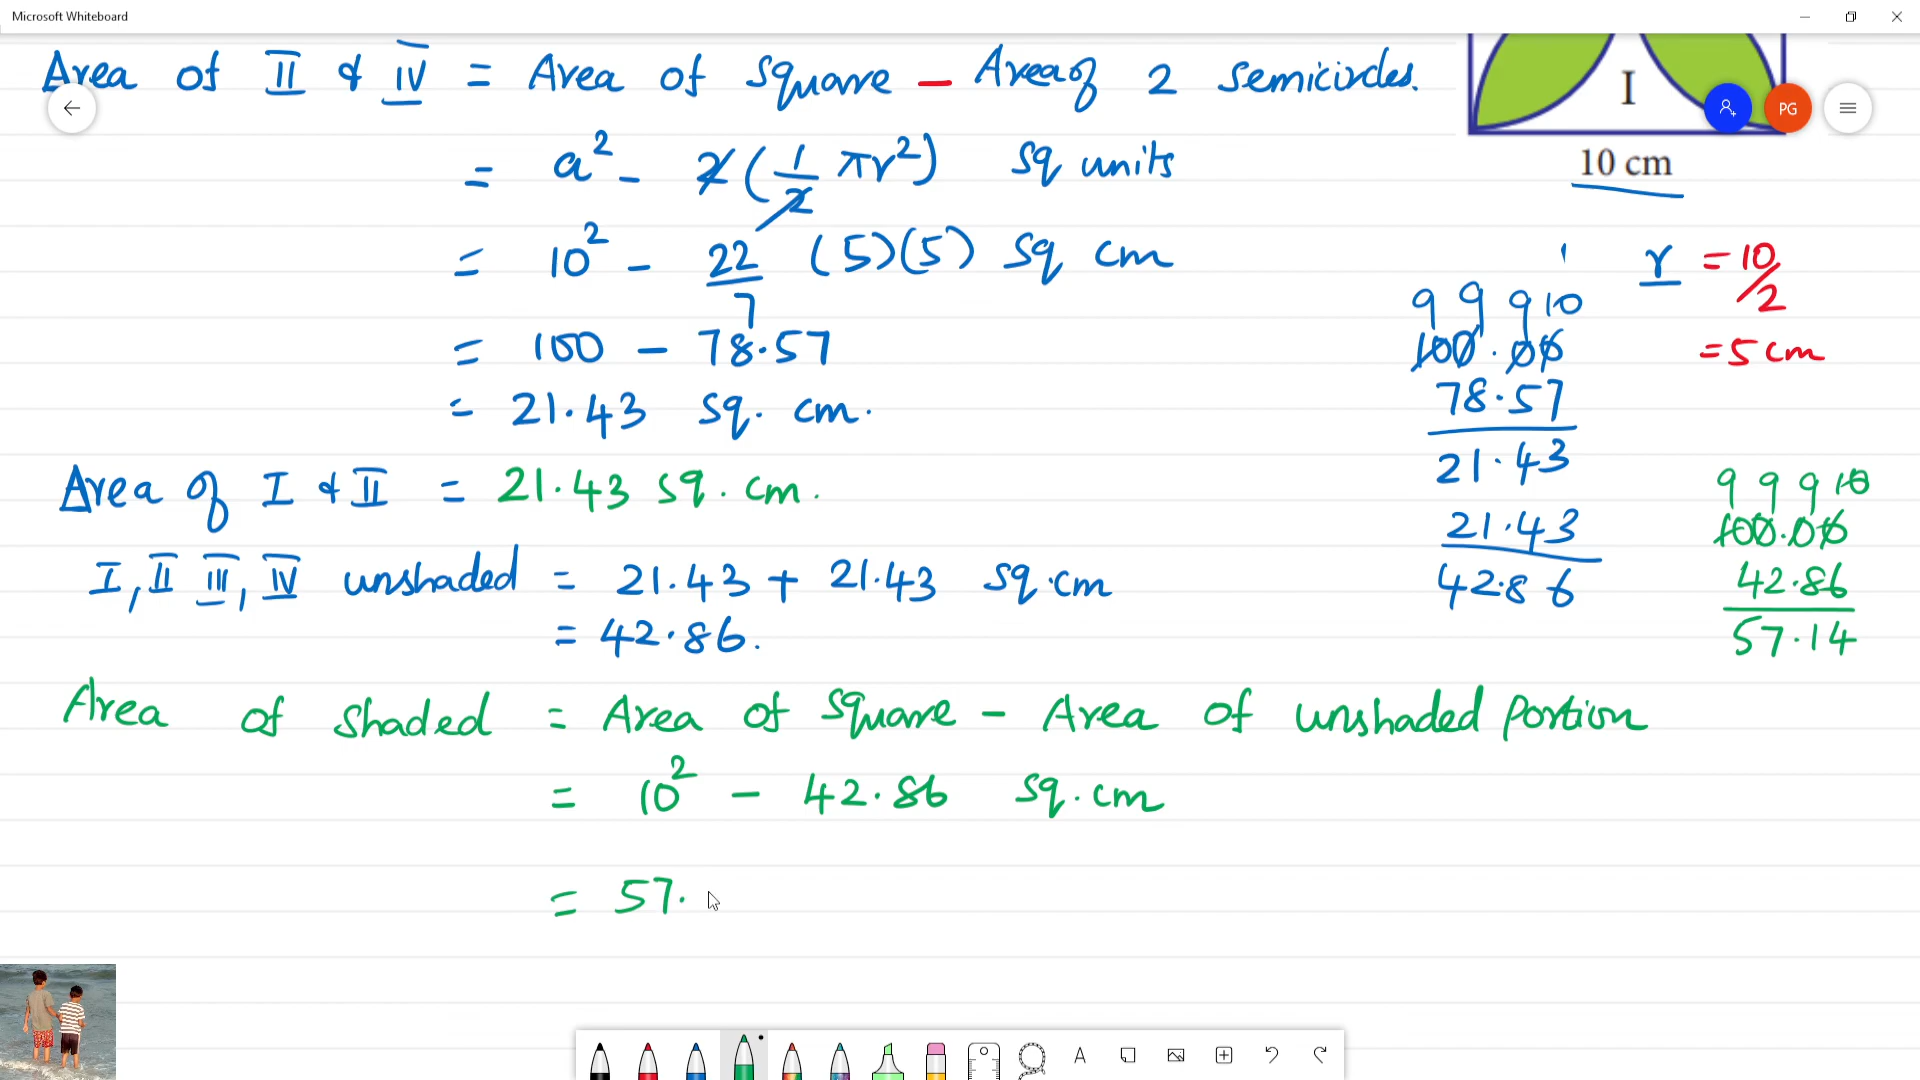 Microsoft Whiteboard
Area of II & IV = Area of square - Area of 2 semicircles.
= a² - 2(1/2 πr²) sq units
= 10² - 22/7 (5)(5) sq cm
= 100 - 78.57
= 21.43 sq. cm.
Area of I & II = 21.43 sq. cm.
I, II III, IV unshaded = 21.43 + 21.43 sq.cm
= 42.86.
Area of shaded = Area of square - Area of unshaded portion
= 10² - 42.86 sq.cm
= 57.
I
PG
10 cm
r = 10/2
= 5 cm
9 9 9 10
100.00
78.57
21.43
21.43
42.86
9 9 9 10
100.00
42.86
57.14
A